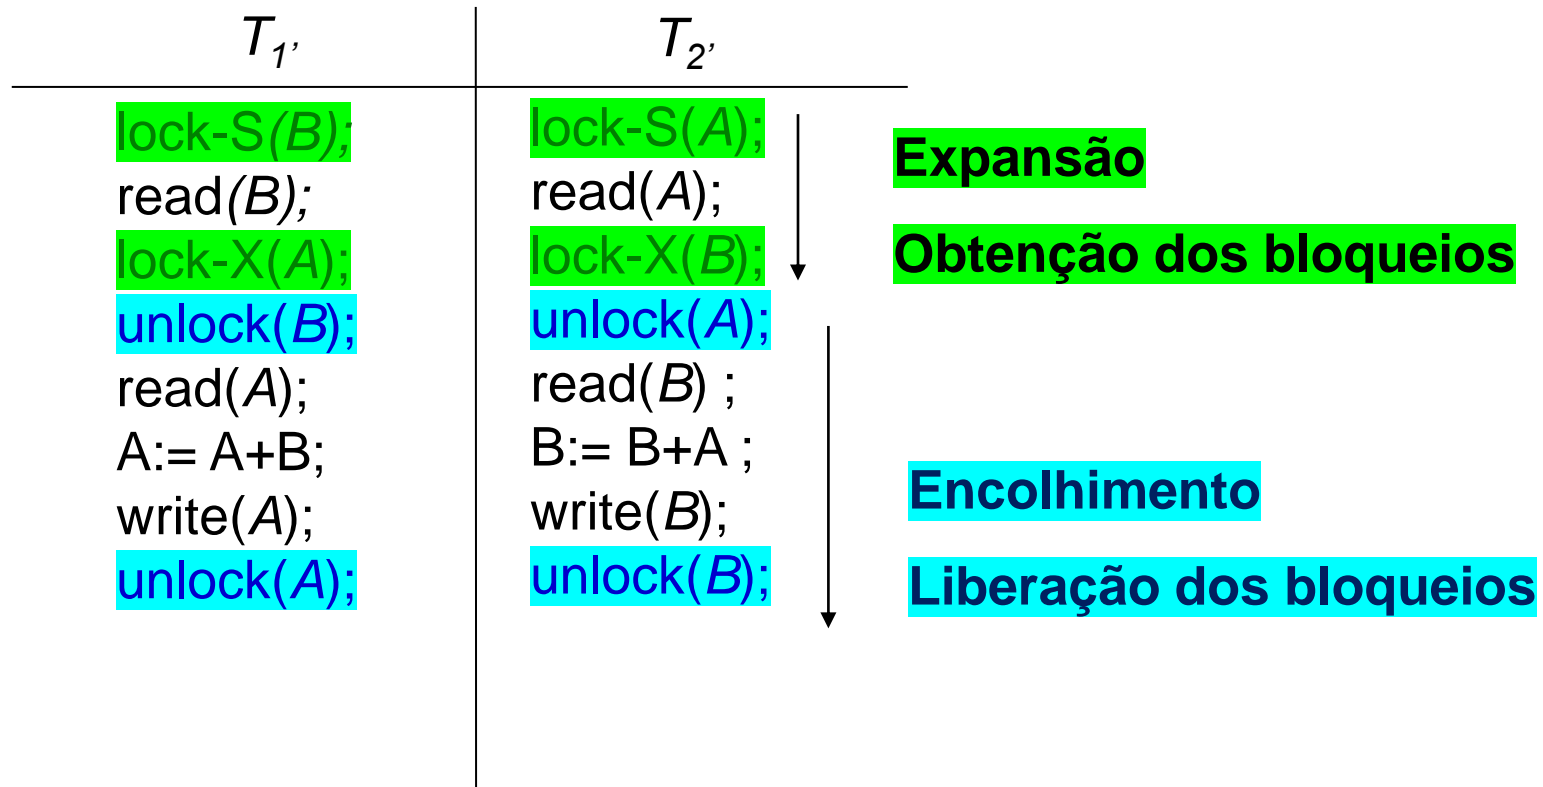 T1’
T2’
lock-S(B);
read(B);
lock-X(A);
unlock(B);
read(A);
A:= A+B;
write(A);
unlock(A);
lock-S(A);
read(A);
lock-X(B);
unlock(A);
read(B) ;
B:= B+A ;
write(B);
unlock(B);
Expansão
Obtenção dos bloqueios
Encolhimento
Liberação dos bloqueios